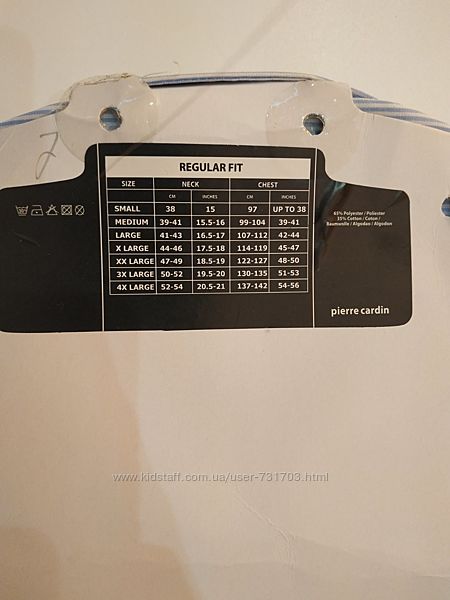 REGULAR FIT
SIZE NECK CHEST
CM INCHES CM INCHES
SMALL 38 15 97 UP TO 38
MEDIUM 39-41 15.5-16 99-104 39-41
LARGE 41-43 16.5-17 107-112 42-44
X LARGE 44-46 17.5-18 114-119 45-47
XX LARGE 47-49 18.5-19 122-127 48-50
3X LARGE 50-52 19.5-20 130-135 51-53
4X LARGE 52-54 20.5-21 137-142 54-56
65% Polyester / Poliester
35% Cotton / Coton /
Baumwolle / Algodao / Algodon
pierre cardin
www.kidstaff.com.ua/user-731703.html